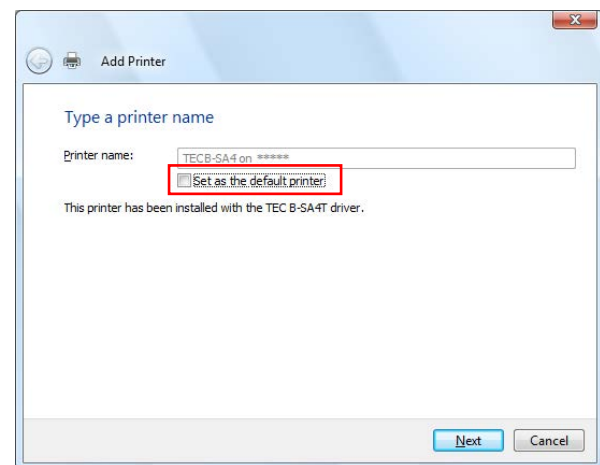 Add Printer
Type a printer name
Printer name: TECB-SA4 on *****
Set as the default printer
This printer has been installed with the TEC B-SA4T driver.
Next Cancel